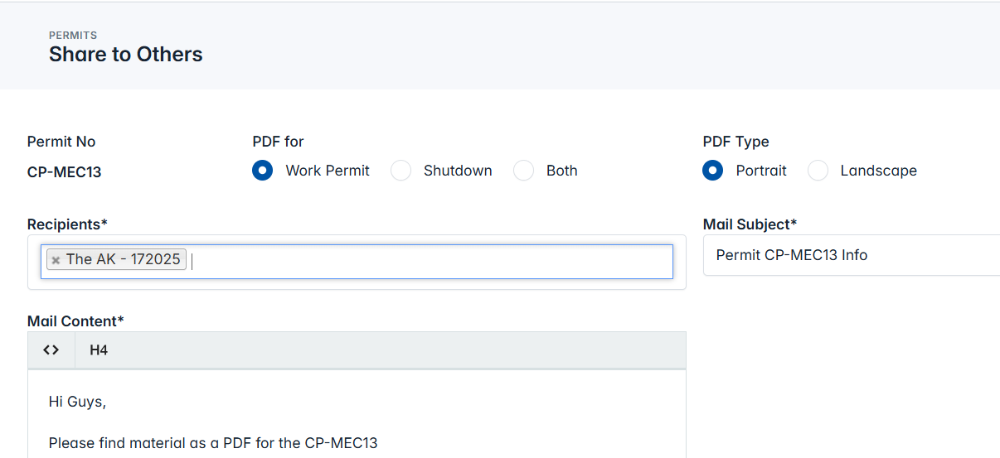 PERMITS
Share to Others
Permit No
PDF for
PDF Type
CP-MEC13
Work Permit
Shutdown
Both
Portrait
Landscape
Recipients*
Mail Subject*
× The AK - 172025
Permit CP-MEC13 Info
Mail Content*
<> H4
Hi Guys,
Please find material as a PDF for the CP-MEC13